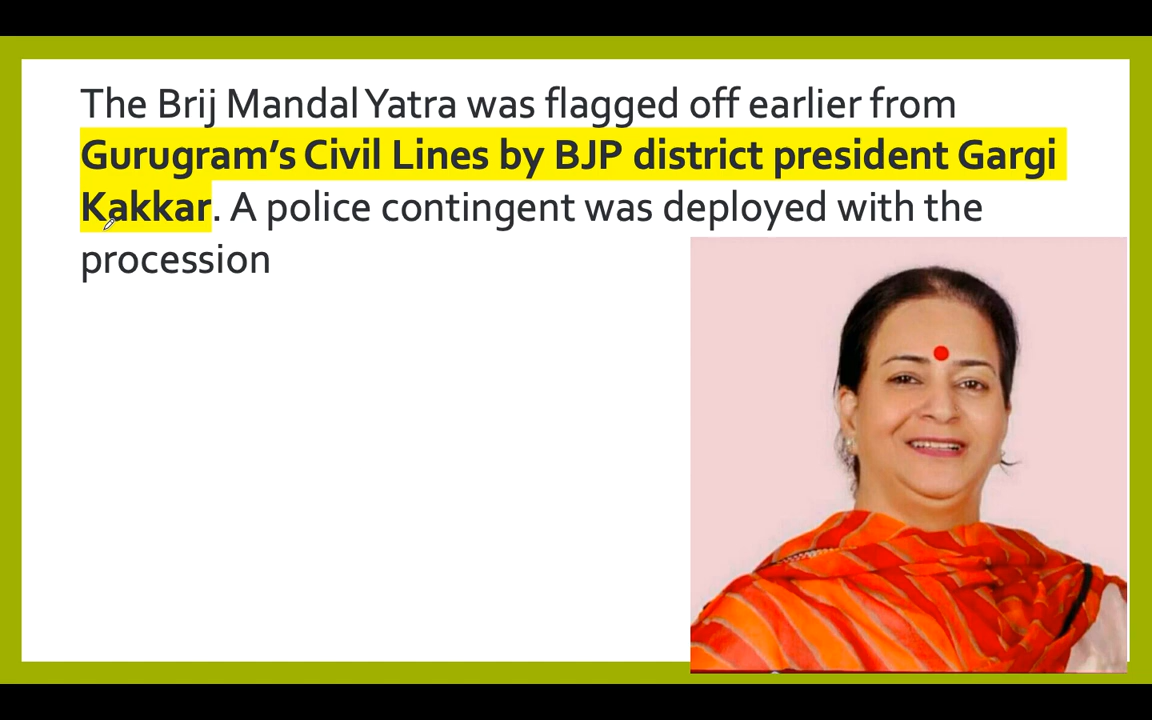 The Brij Mandal Yatra was flagged off earlier from
Gurugram’s Civil Lines by BJP district president Gargi
Kakkar. A police contingent was deployed with the
procession